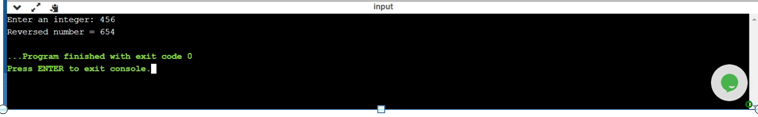 input
Enter an integer: 456
Reversed number = 654
...Program finished with exit code 0
Press ENTER to exit console.